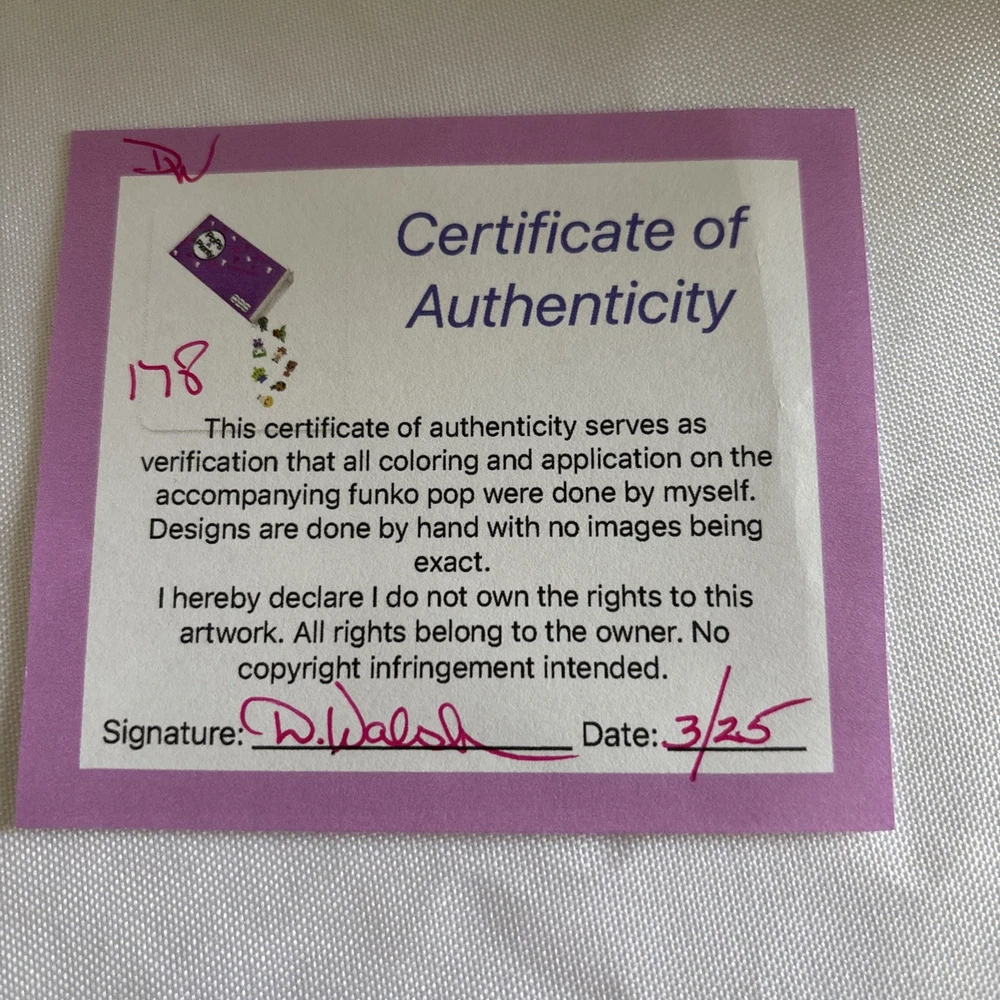 DW
Certificate of
Authenticity
178
This certificate of authenticity serves as
verification that all coloring and application on the
accompanying funko pop were done by myself.
Designs are done by hand with no images being
exact.
I hereby declare I do not own the rights to this
artwork. All rights belong to the owner. No
copyright infringement intended.
Signature: D. Walsh Date: 3/25